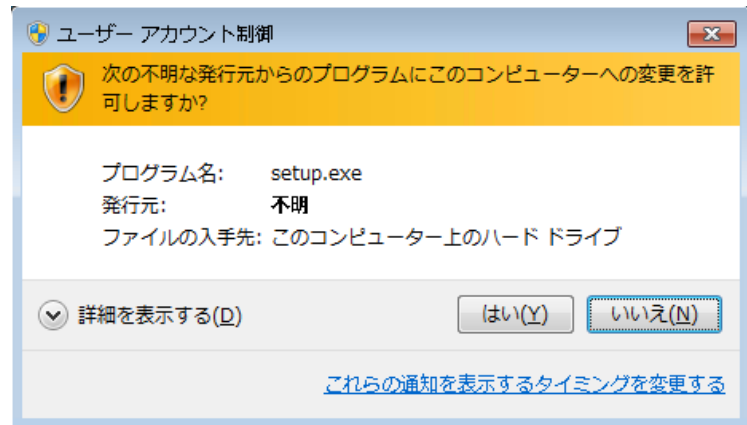 ユーザー アカウント制御
次の不明な発行元からのプログラムにこのコンピューターへの変更を許
可しますか?
プログラム名: setup.exe
発行元: 不明
ファイルの入手先: このコンピューター上のハード ドライブ
詳細を表示する(D)
はい(Y) いいえ(N)
これらの通知を表示するタイミングを変更する